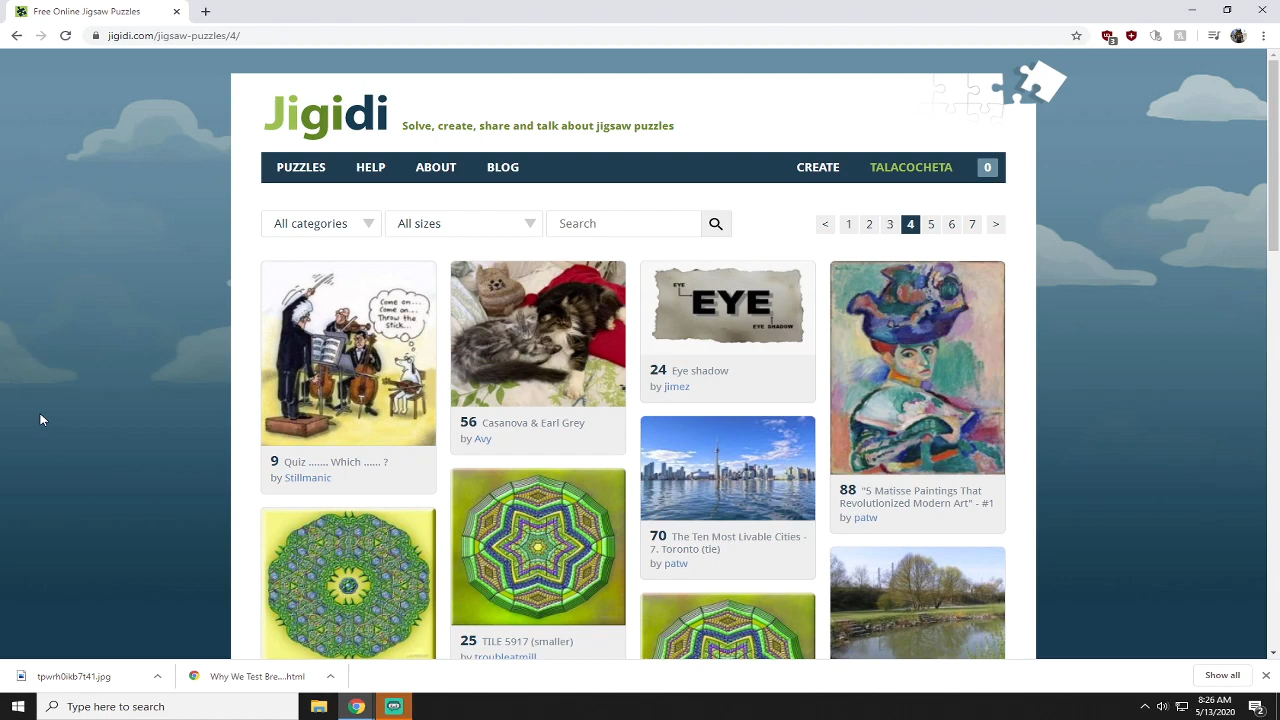 Free Online Jigsaw Puzzles
jigidi.com/jigsaw-puzzles/4/
3
Jigidi
Solve, create, share and talk about jigsaw puzzles
PUZZLES HELP ABOUT BLOG CREATE TALACOCHETA 0
All categories All sizes Search < 1 2 3 4 5 6 7 >
Come on...
Come on...
Throw the
stick...
9 Quiz ....... Which ...... ?
by Stillmanic
56 Casanova & Earl Grey
by Avy
25 TILE 5917 (smaller)
by troubleatmill
EYE
EYE
EYE SHADOW
24 Eye shadow
by jimez
70 The Ten Most Livable Cities -
7. Toronto (tie)
by patw
88 "5 Matisse Paintings That
Revolutionized Modern Art" - #1
by patw
tpwrh0ikb7t41.jpg
Why We Test Bre....html
Show all
Type here to search
8:26 AM
5/13/2020
2